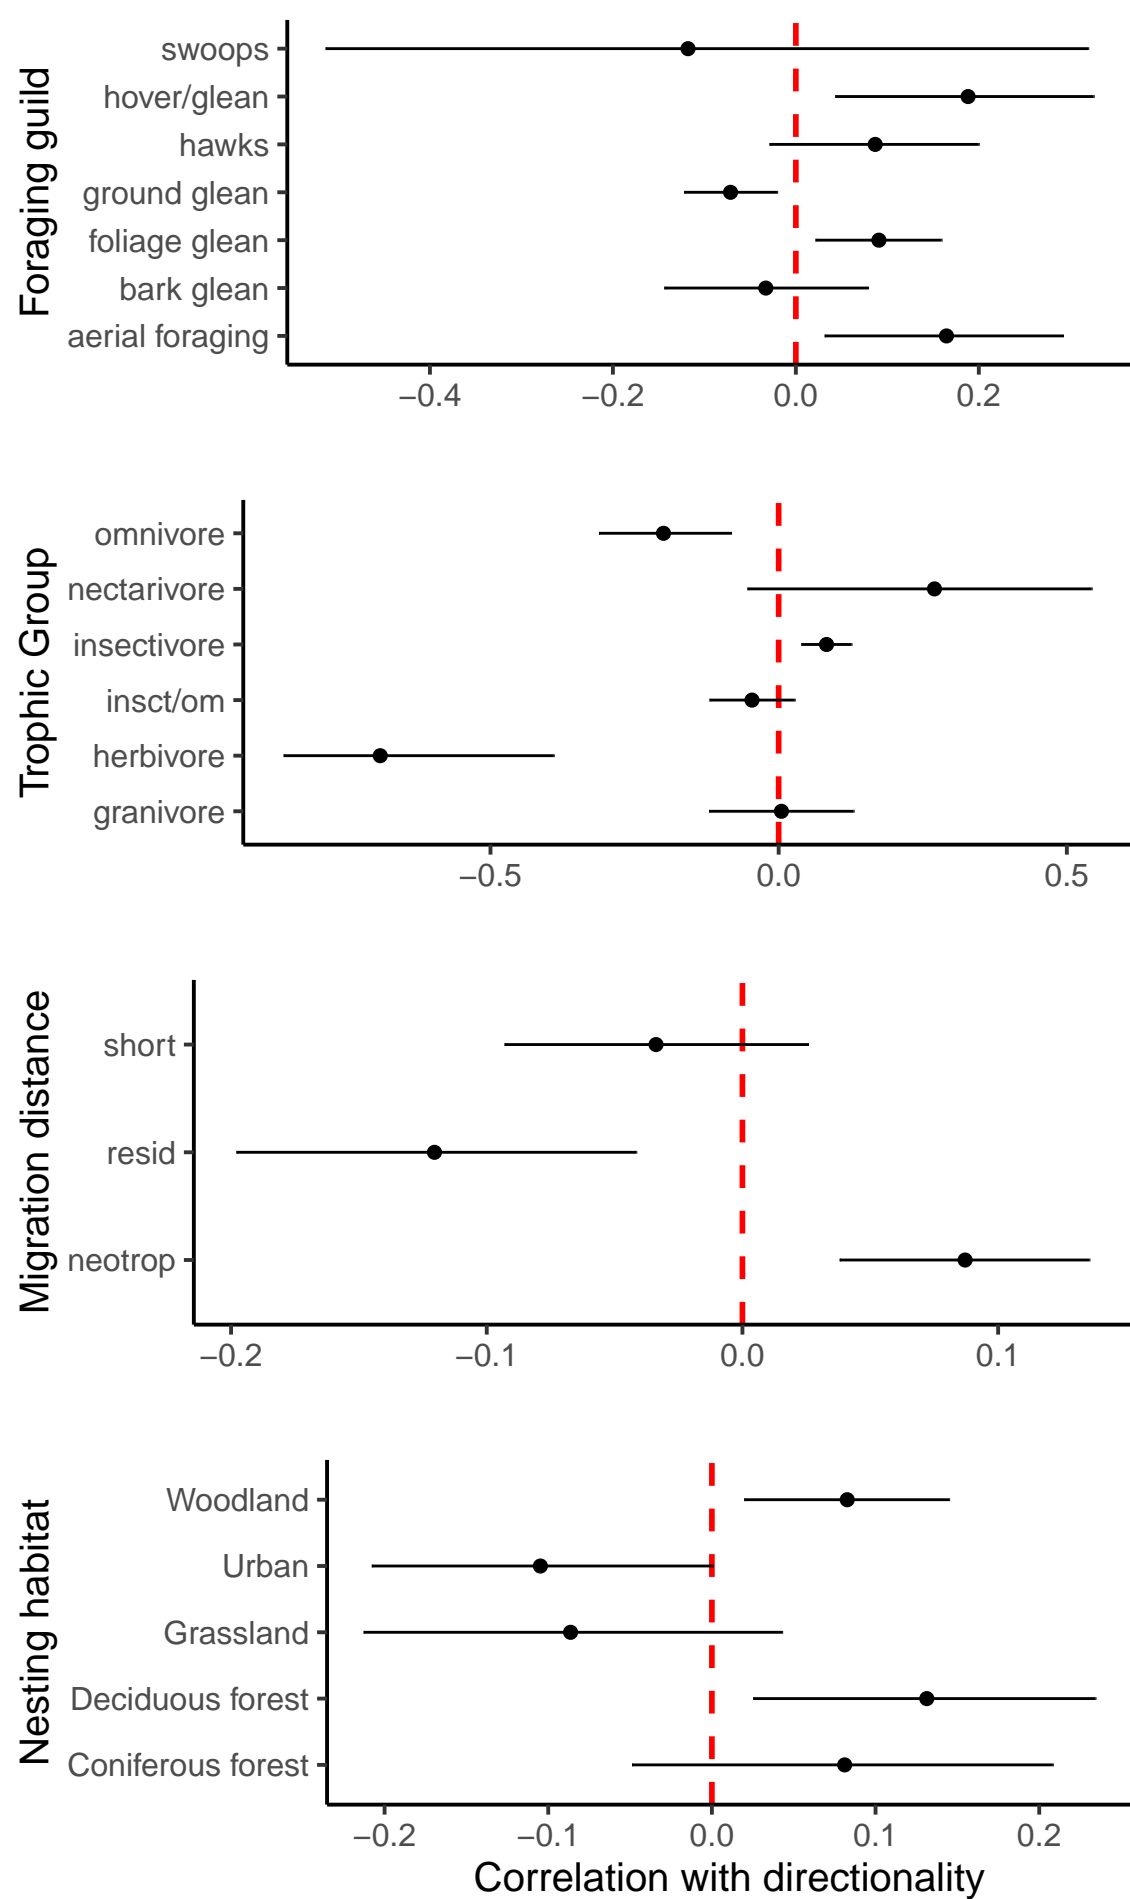 Foraging guild
swoops
hover/glean
hawks
ground glean
foliage glean
bark glean
aerial foraging
−0.4 −0.2 0.0 0.2
Trophic Group
omnivore
nectarivore
insectivore
insct/om
herbivore
granivore
−0.5 0.0 0.5
Migration distance
short
resid
neotrop
−0.2 −0.1 0.0 0.1
Nesting habitat
Woodland
Urban
Grassland
Deciduous forest
Coniferous forest
−0.2 −0.1 0.0 0.1 0.2
Correlation with directionality